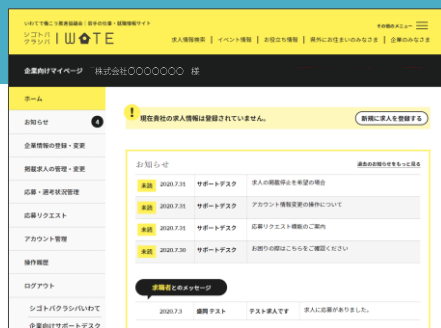 いわてで働こう推進協議会｜岩手の仕事・就職情報サイト
その他のメニュー
シゴトバ
クラシバ IWATE
求人情報検索 | イベント情報 | お役立ち情報 | 県外にお住まいのみなさま | 企業のみなさま
企業向けマイページ 株式会社○○○○○○○ 様
ホーム
お知らせ 4
企業情報の登録・変更
掲載求人の管理・変更
応募・選考状況管理
応募リクエスト
アカウント管理
操作履歴
ログアウト
シゴトバクラシバいわて
企業向けサポートデスク
! 現在貴社の求人情報は登録されていません。
新規に求人を登録する
お知らせ
過去のお知らせをもっと見る
未読 2020.7.31 サポートデスク 求人の掲載停止を希望の場合
未読 2020.7.31 サポートデスク アカウント情報変更の操作について
未読 2020.7.31 サポートデスク 応募リクエスト機能のご案内
未読 2020.7.30 サポートデスク お困りの際はこちらをご確認ください
求職者とのメッセージ
2020.7.3 盛岡 テスト テスト求人です 求人に応募がありました。